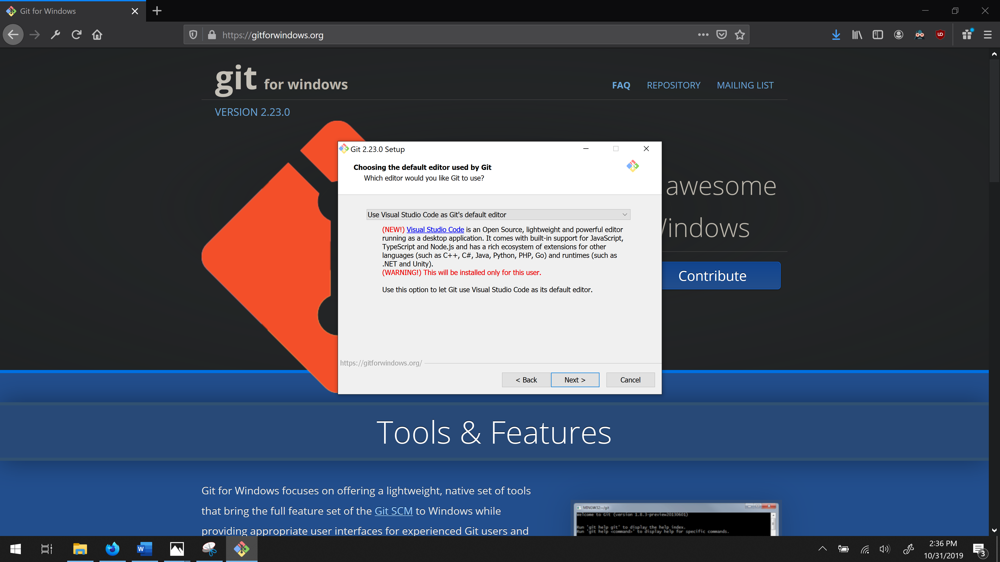 Git for Windows
https://gitforwindows.org
git for windows
FAQ REPOSITORY MAILING LIST
VERSION 2.23.0
Git 2.23.0 Setup
Choosing the default editor used by Git
Which editor would you like Git to use?
awesome
Use Visual Studio Code as Git's default editor
(NEW!) Visual Studio Code is an Open Source, lightweight and powerful editor
running as a desktop application. It comes with built-in support for JavaScript,
TypeScript and Node.js and has a rich ecosystem of extensions for other
languages (such as C++, C#, Java, Python, PHP, Go) and runtimes (such as
.NET and Unity).
(WARNING!) This will be installed only for this user.
Use this option to let Git use Visual Studio Code as its default editor.
indows
Contribute
https://gitforwindows.org/
< Back Next > Cancel
Tools & Features
Git for Windows focuses on offering a lightweight, native set of tools
that bring the full feature set of the Git SCM to Windows while
providing appropriate user interfaces for experienced Git users and
MINGW32:~/git
Welcome to Git (version 1.8.3-preview20130601)
Run 'git help git' to display the help index.
Run 'git help <command>' to display help for specific commands.
2:36 PM
10/31/2019
3